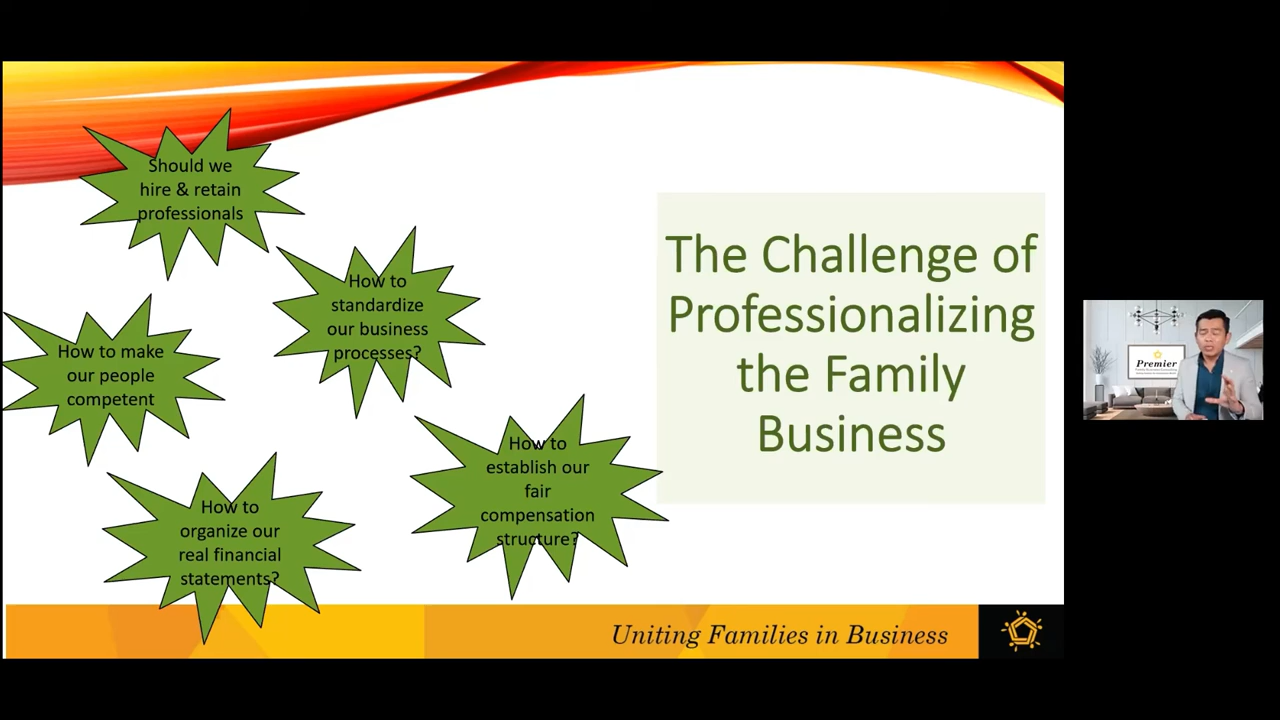 Should we
hire & retain
professionals
How to
standardize
our business
processes?
How to make
our people
competent
How to
establish our
fair
compensation
structure?
How to
organize our
real financial
statements?
The Challenge of
Professionalizing
the Family
Business
Uniting Families in Business
Premier